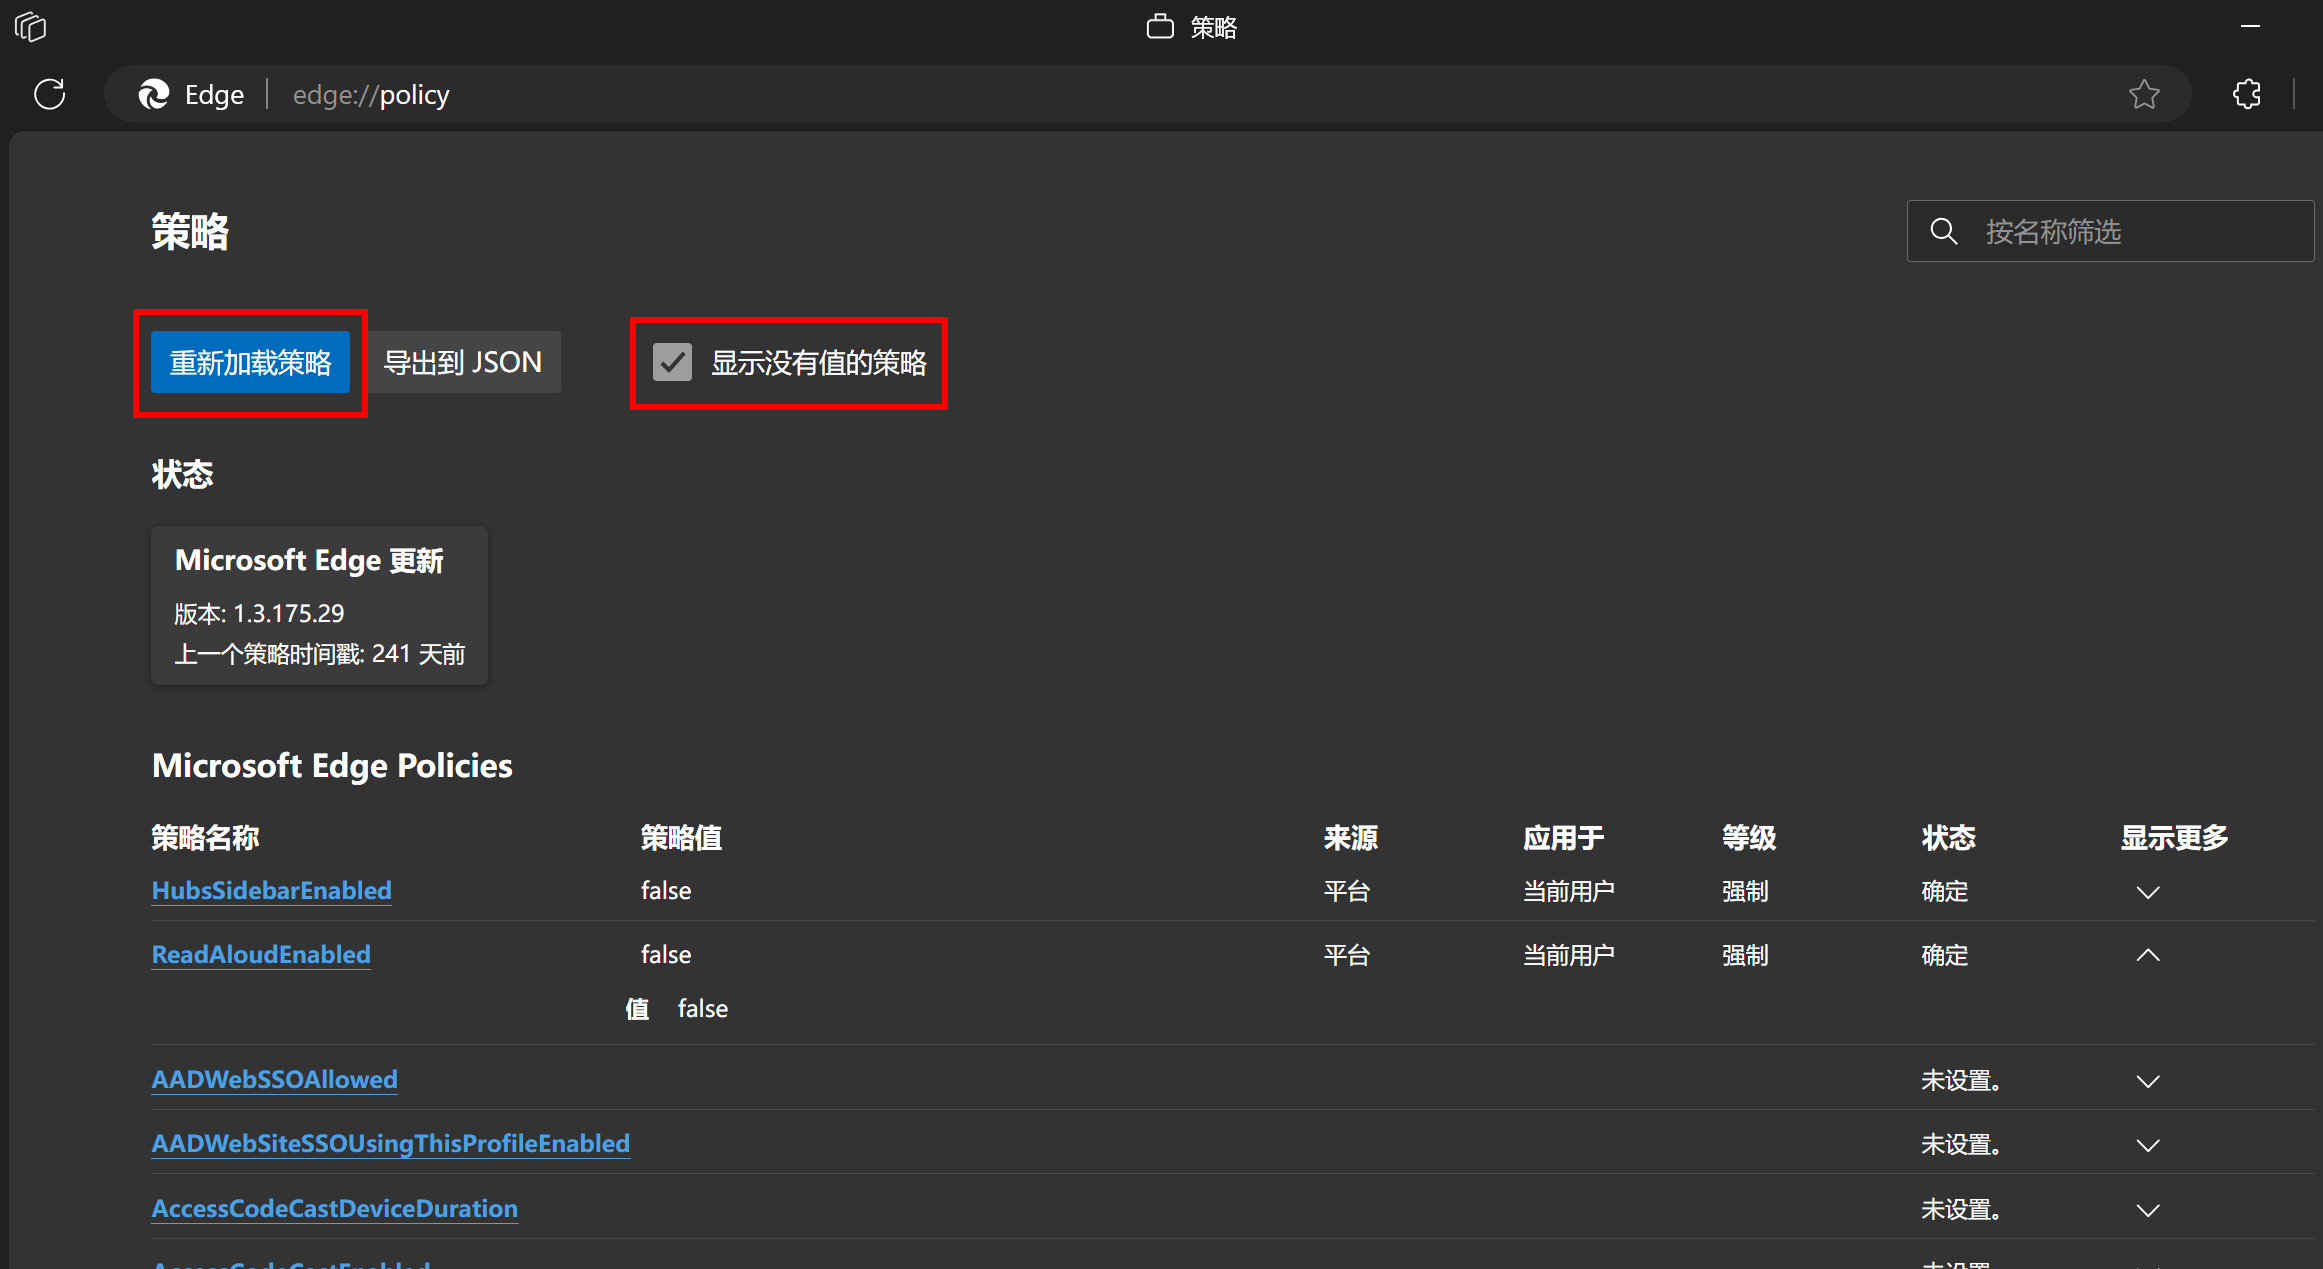 策略
Edge edge://policy
策略
按名称筛选
重新加载策略 导出到 JSON 显示没有值的策略
状态
Microsoft Edge 更新
版本: 1.3.175.29
上一个策略时间戳: 241 天前
Microsoft Edge Policies
策略名称 策略值 来源 应用于 等级 状态 显示更多
HubsSidebarEnabled false 平台 当前用户 强制 确定
ReadAloudEnabled false 平台 当前用户 强制 确定
值 false
AADWebSSOAllowed 未设置。
AADWebSiteSSOUsingThisProfileEnabled 未设置。
AccessCodeCastDeviceDuration 未设置。
AccessCodeCastEnabled 未设置。